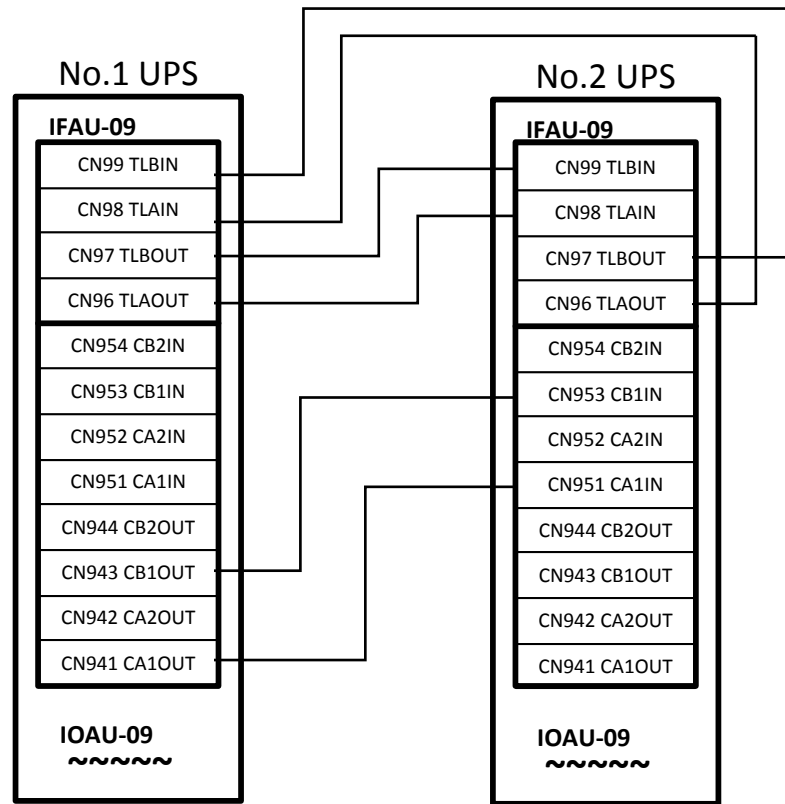 No.1 UPS
IFAU-09
CN99 TLBIN
CN98 TLAIN
CN97 TLBOUT
CN96 TLAOUT
CN954 CB2IN
CN953 CB1IN
CN952 CA2IN
CN951 CA1IN
CN944 CB2OUT
CN943 CB1OUT
CN942 CA2OUT
CN941 CA1OUT
IOAU-09
~~~~~
No.2 UPS
IFAU-09
CN99 TLBIN
CN98 TLAIN
CN97 TLBOUT
CN96 TLAOUT
CN954 CB2IN
CN953 CB1IN
CN952 CA2IN
CN951 CA1IN
CN944 CB2OUT
CN943 CB1OUT
CN942 CA2OUT
CN941 CA1OUT
IOAU-09
~~~~~